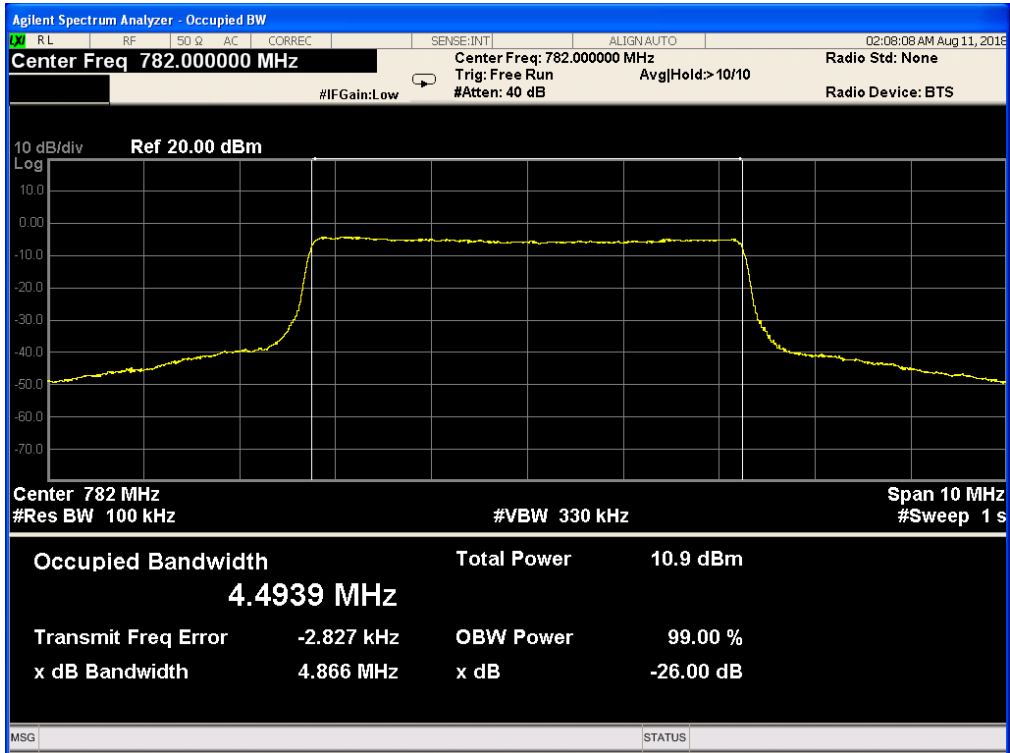 Agilent Spectrum Analyzer - Occupied BW
LXI RL RF 50 Ω AC CORREC SENSE:INT ALIGN AUTO 02:08:08 AM Aug 11, 2018
Center Freq 782.000000 MHz Center Freq: 782.000000 MHz Radio Std: None
Trig: Free Run Avg|Hold:>10/10
#IFGain:Low #Atten: 40 dB Radio Device: BTS
10 dB/div Ref 20.00 dBm
Log
10.0
0.00
-10.0
-20.0
-30.0
-40.0
-50.0
-60.0
-70.0
Center 782 MHz Span 10 MHz
#Res BW 100 kHz #VBW 330 kHz #Sweep 1 s
Occupied Bandwidth Total Power 10.9 dBm
4.4939 MHz
Transmit Freq Error -2.827 kHz OBW Power 99.00 %
x dB Bandwidth 4.866 MHz x dB -26.00 dB
MSG STATUS